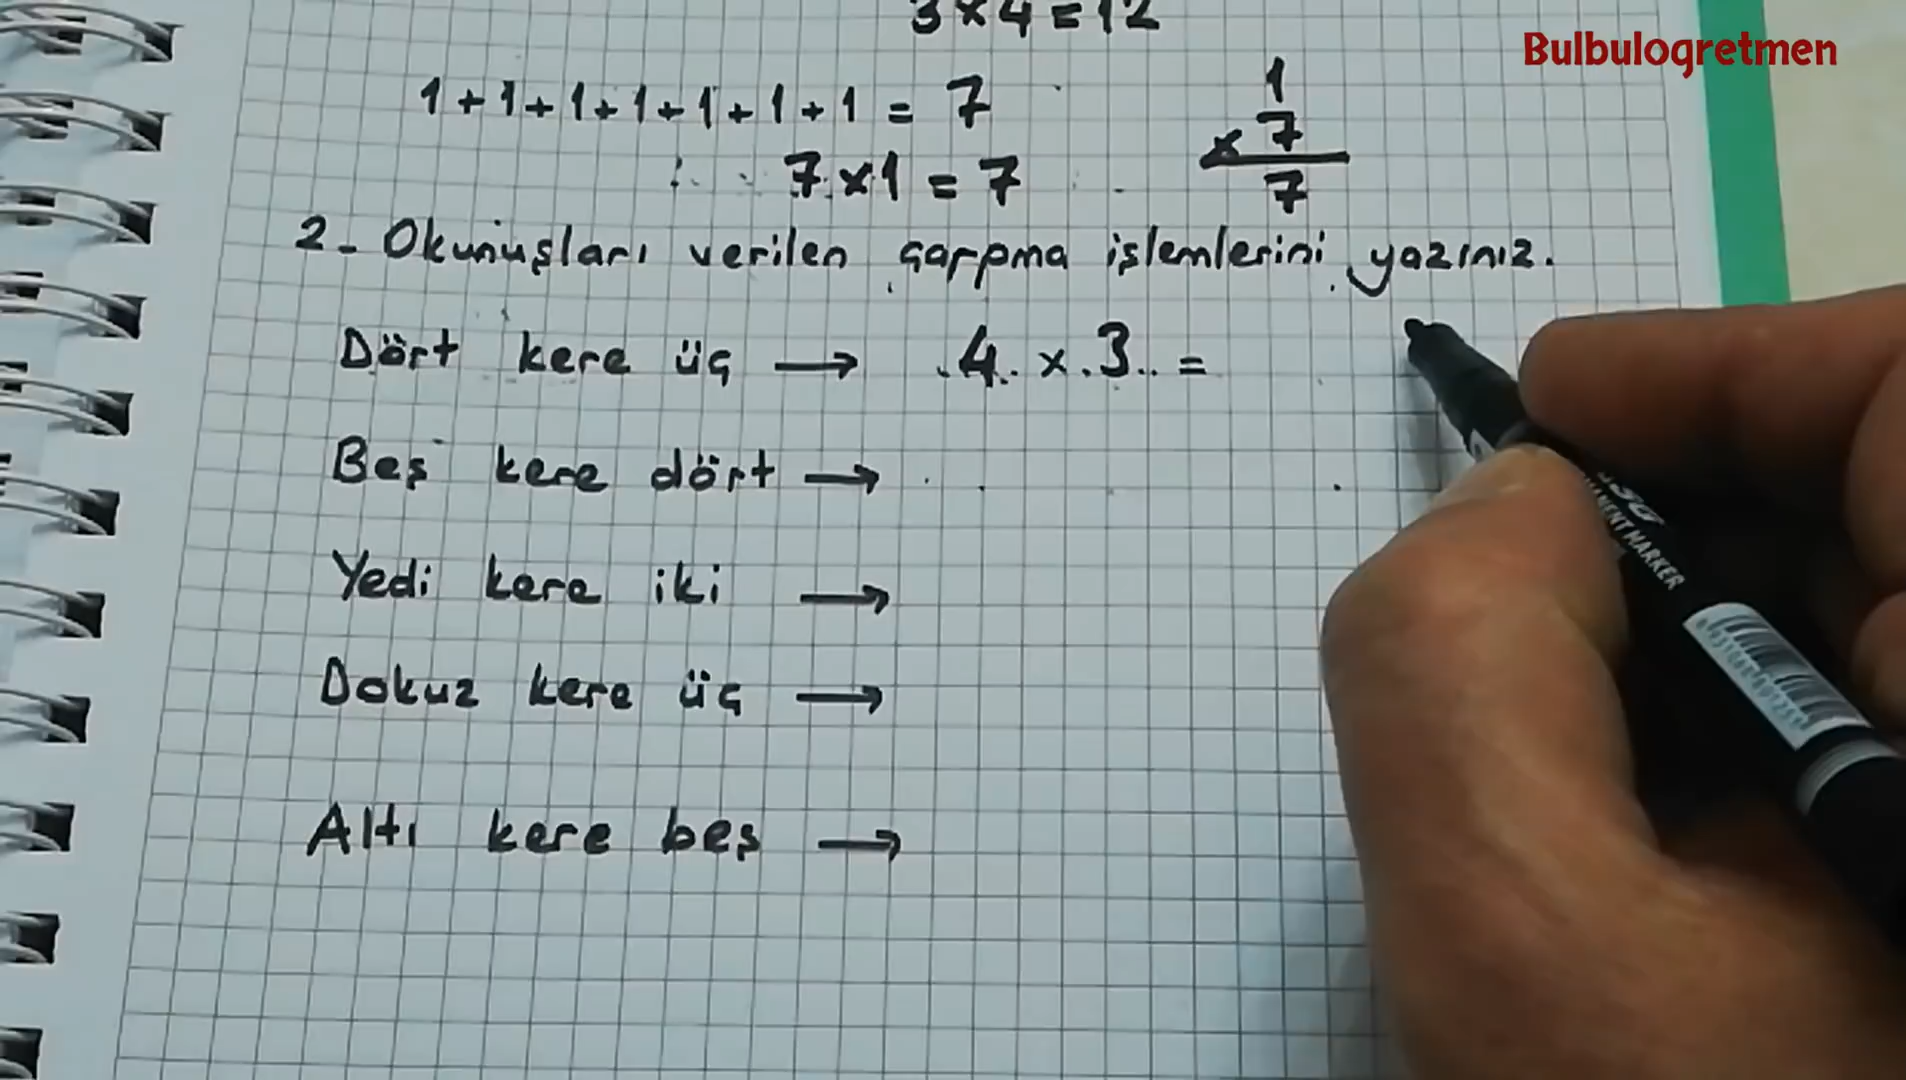 3 x 4 = 12
Bulbulogretmen
1 + 1 + 1 + 1 + 1 + 1 + 1 = 7
7 x 1 = 7
1
x 7
7
2 - Okunuşları verilen çarpma işlemlerini yazınız.
Dört kere üç → 4 x 3 =
Beş kere dört →
Yedi kere iki →
Dokuz kere üç →
Altı kere beş →
MARKER